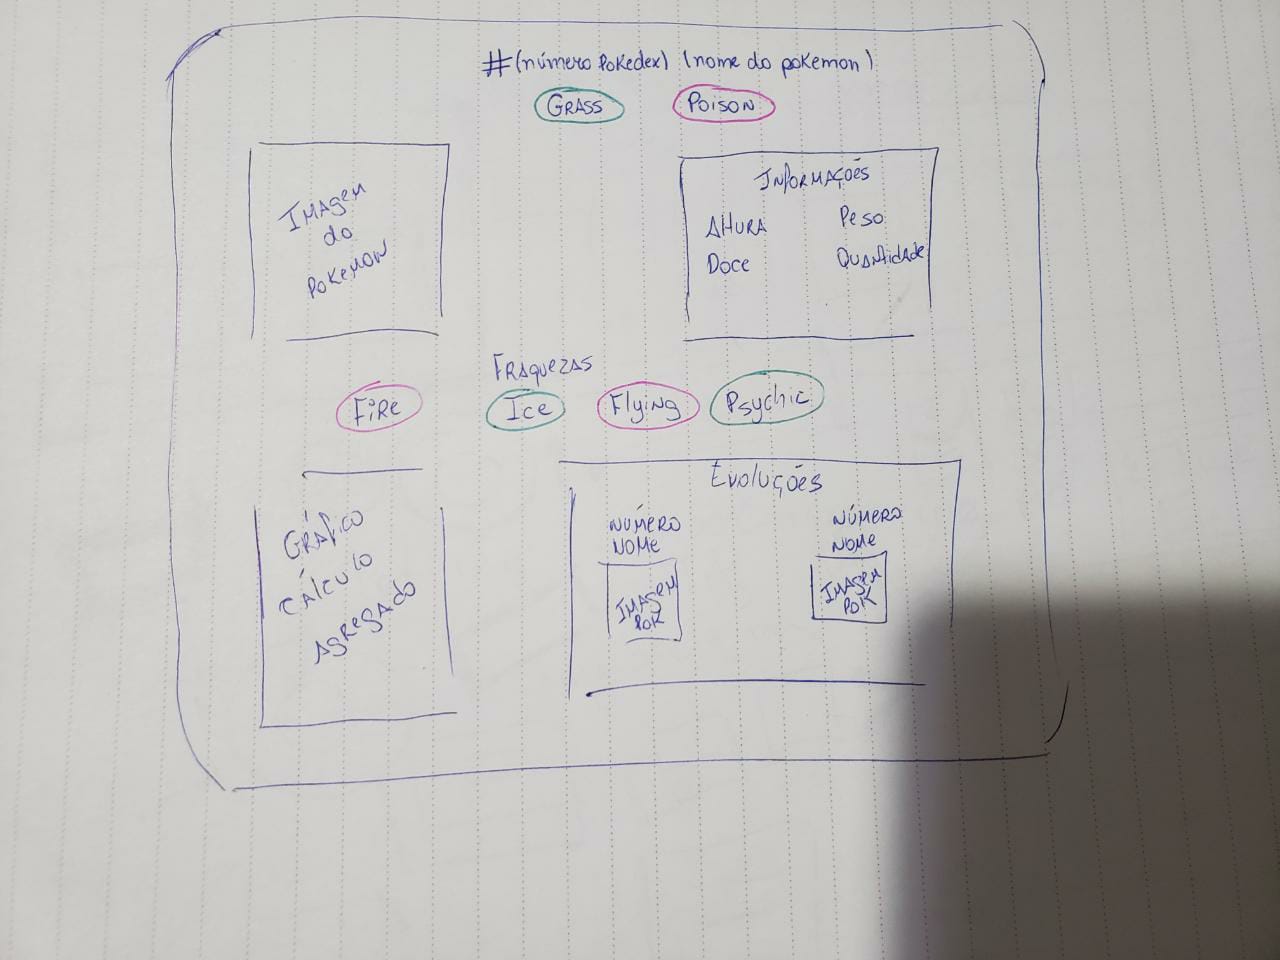 #(número Pokedex) (nome do pokemon)
GRASS POISON
IMAGEM
do
POKEMON
INFORMAÇÕES
ALTURA PESO
DOCE QUANTIDADE
FRAQUEZAS
FiRe Ice Flying Psychic
GRÁFICO
CÁLCULO
AGREGADO
Evoluções
NÚMERO
NOME
IMAGEM
POK
NÚMERO
NOME
IMAGEM
POK